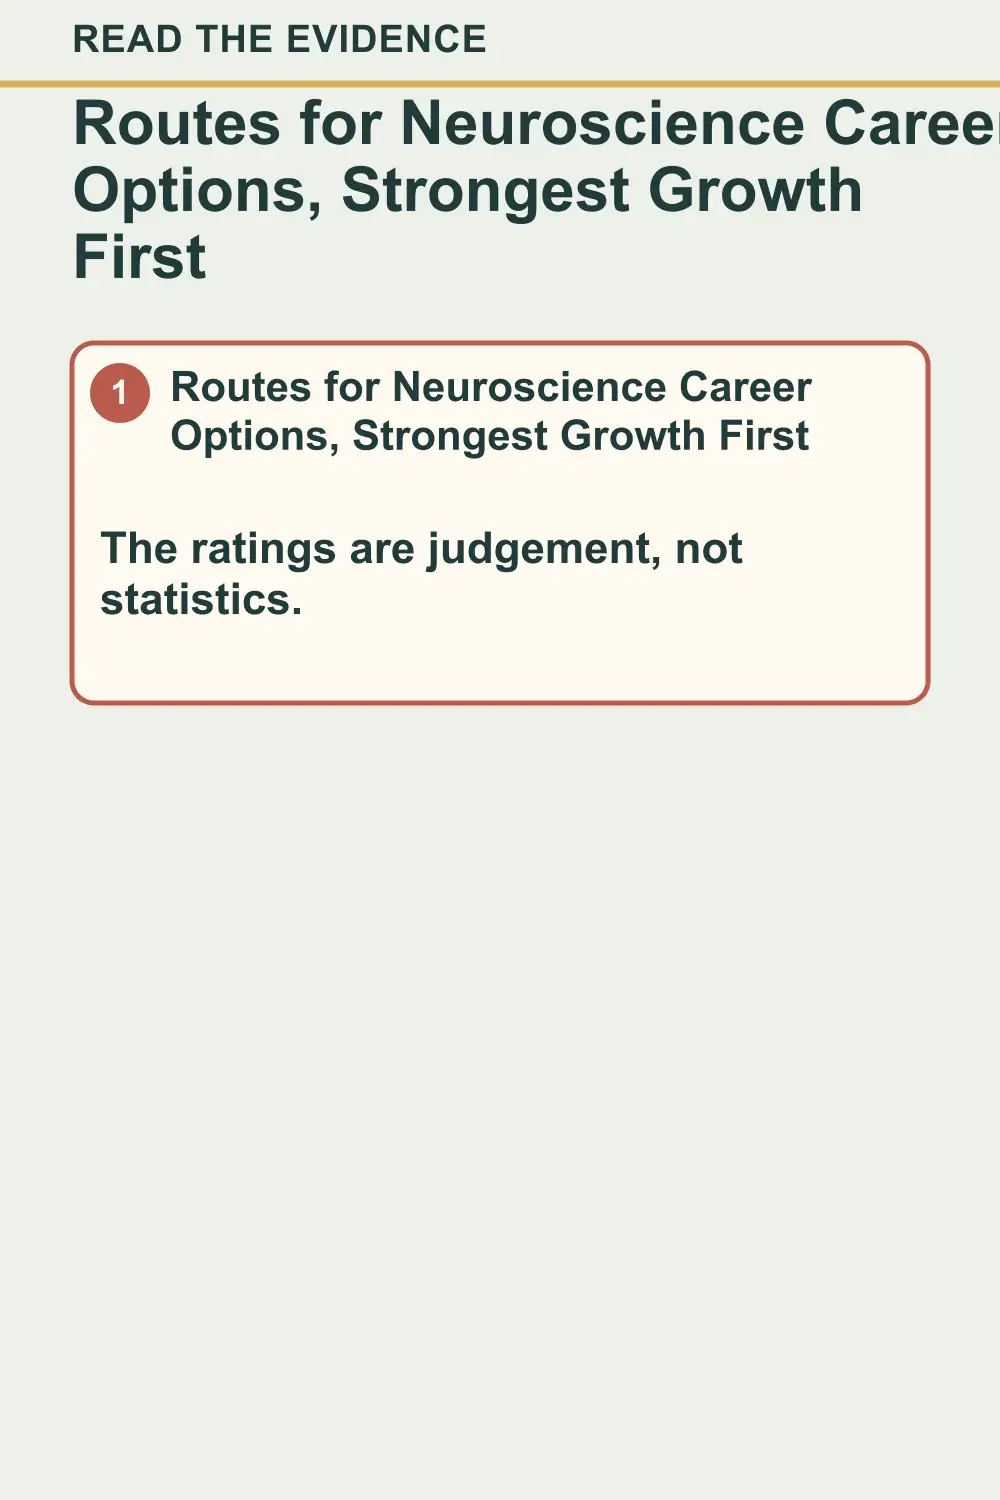 READ THE EVIDENCE
Routes for Neuroscience Career
Options, Strongest Growth
First
1
Routes for Neuroscience Career
Options, Strongest Growth First
The ratings are judgement, not
statistics.